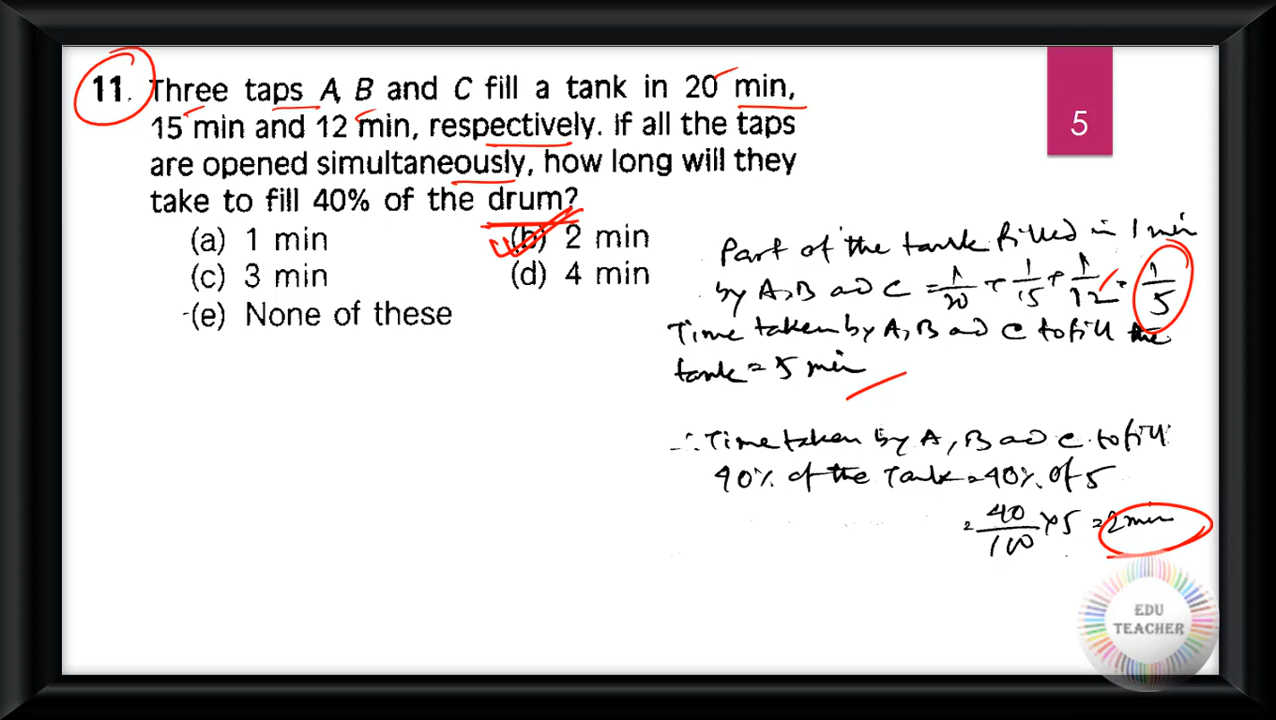 11. Three taps A, B and C fill a tank in 20 min,
15 min and 12 min, respectively. If all the taps
are opened simultaneously, how long will they
take to fill 40% of the drum?
(a) 1 min (b) 2 min
(c) 3 min (d) 4 min
(e) None of these
5
Part of the tank filled in 1 min
by A, B and C = 1/20 + 1/15 + 1/12 = 1/5
Time taken by A, B and C to fill the
tank = 5 min
∴ Time taken by A, B and C to fill
40% of the Tank = 40% of 5
= 40/100 × 5 = 2 min
EDU
TEACHER